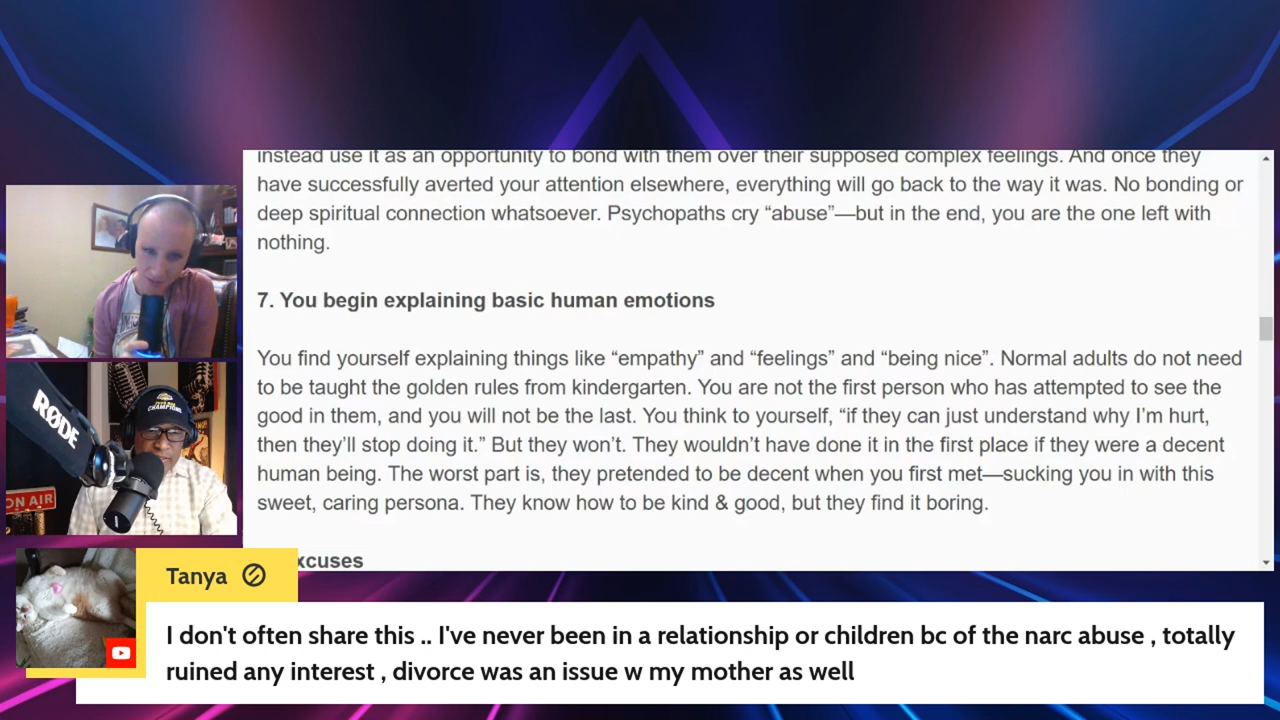 instead use it as an opportunity to bond with them over their supposed complex feelings. And once they
have successfully averted your attention elsewhere, everything will go back to the way it was. No bonding or
deep spiritual connection whatsoever. Psychopaths cry “abuse”—but in the end, you are the one left with
nothing.
7. You begin explaining basic human emotions
You find yourself explaining things like “empathy” and “feelings” and “being nice”. Normal adults do not need
to be taught the golden rules from kindergarten. You are not the first person who has attempted to see the
good in them, and you will not be the last. You think to yourself, “if they can just understand why I’m hurt,
then they’ll stop doing it.” But they won’t. They wouldn’t have done it in the first place if they were a decent
human being. The worst part is, they pretended to be decent when you first met—sucking you in with this
sweet, caring persona. They know how to be kind & good, but they find it boring.
xcuses
RØDE
CHAMPIONS
ON AIR
Tanya
I don't often share this .. I've never been in a relationship or children bc of the narc abuse , totally
ruined any interest , divorce was an issue w my mother as well